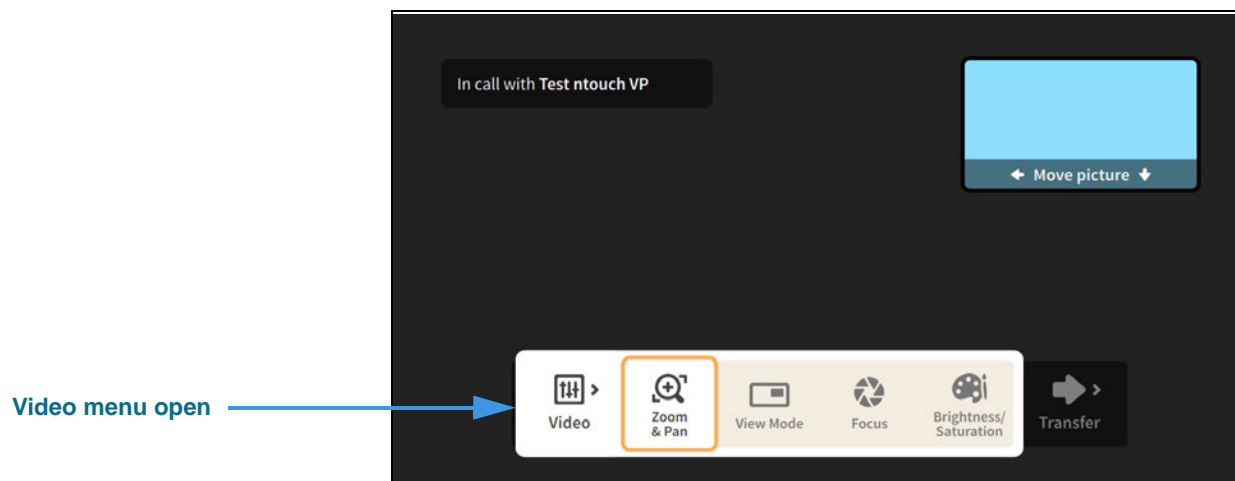 In call with Test ntouch VP
Move picture
Video menu open
Video
Zoom
& Pan
View Mode
Focus
Brightness/
Saturation
Transfer